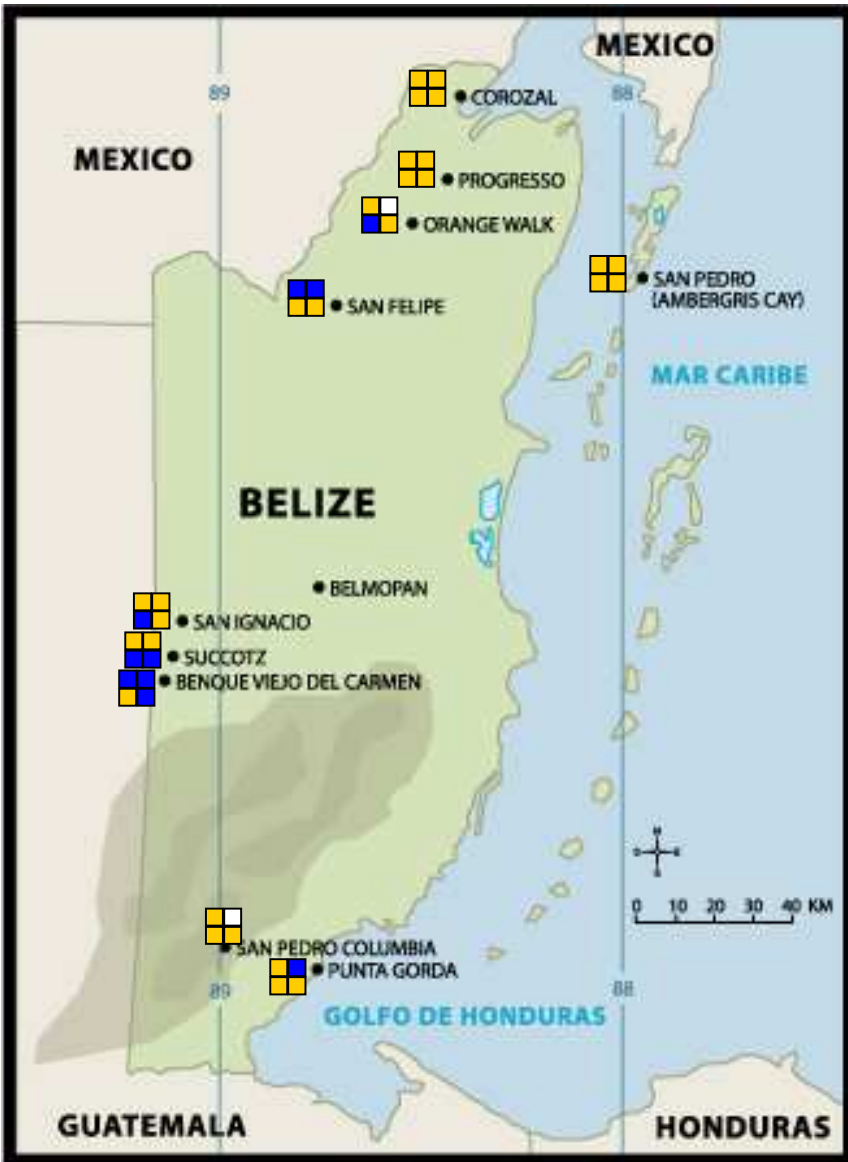 MEXICO
89
88
COROZAL
MEXICO
PROGRESSO
ORANGE WALK
SAN PEDRO
(AMBERGRIS CAY)
SAN FELIPE
MAR CARIBE
BELIZE
BELMOPAN
SAN IGNACIO
SUCCOTZ
BENQUE VIEJO DEL CARMEN
0 10 20 30 40 KM
SAN PEDRO COLUMBIA
PUNTA GORDA
89
88
GOLFO DE HONDURAS
GUATEMALA
HONDURAS